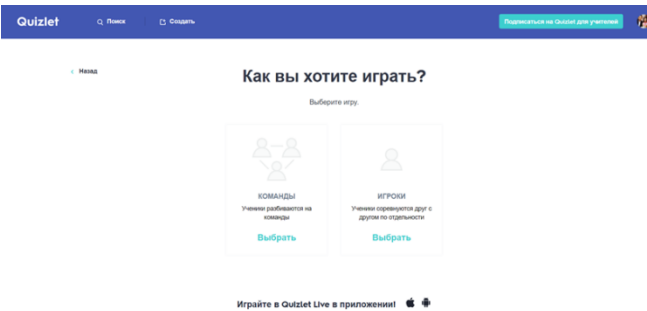 Quizlet
Поиск
Создать
Подписаться на Quizlet для учителей
Назад
Как вы хотите играть?
Выберите игру.
КОМАНДЫ
Ученики разбиваются на
команды
Выбрать
ИГРОКИ
Ученики соревнуются друг с
другом по отдельности
Выбрать
Играйте в Quizlet Live в приложении!